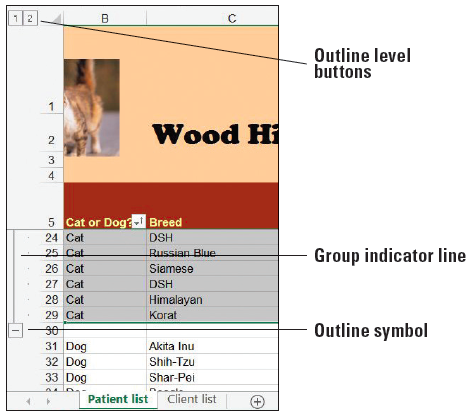 1 2 B C
Outline level
buttons
1
2 Wood Hi
3
4
5 Cat or Dog? Breed
24 Cat DSH
25 Cat Russian Blue
Group indicator line
26 Cat Siamese
27 Cat DSH
28 Cat Himalayan
29 Cat Korat
30
Outline symbol
31 Dog Akita Inu
32 Dog Shih-Tzu
33 Dog Shar-Pei
Patient list Client list